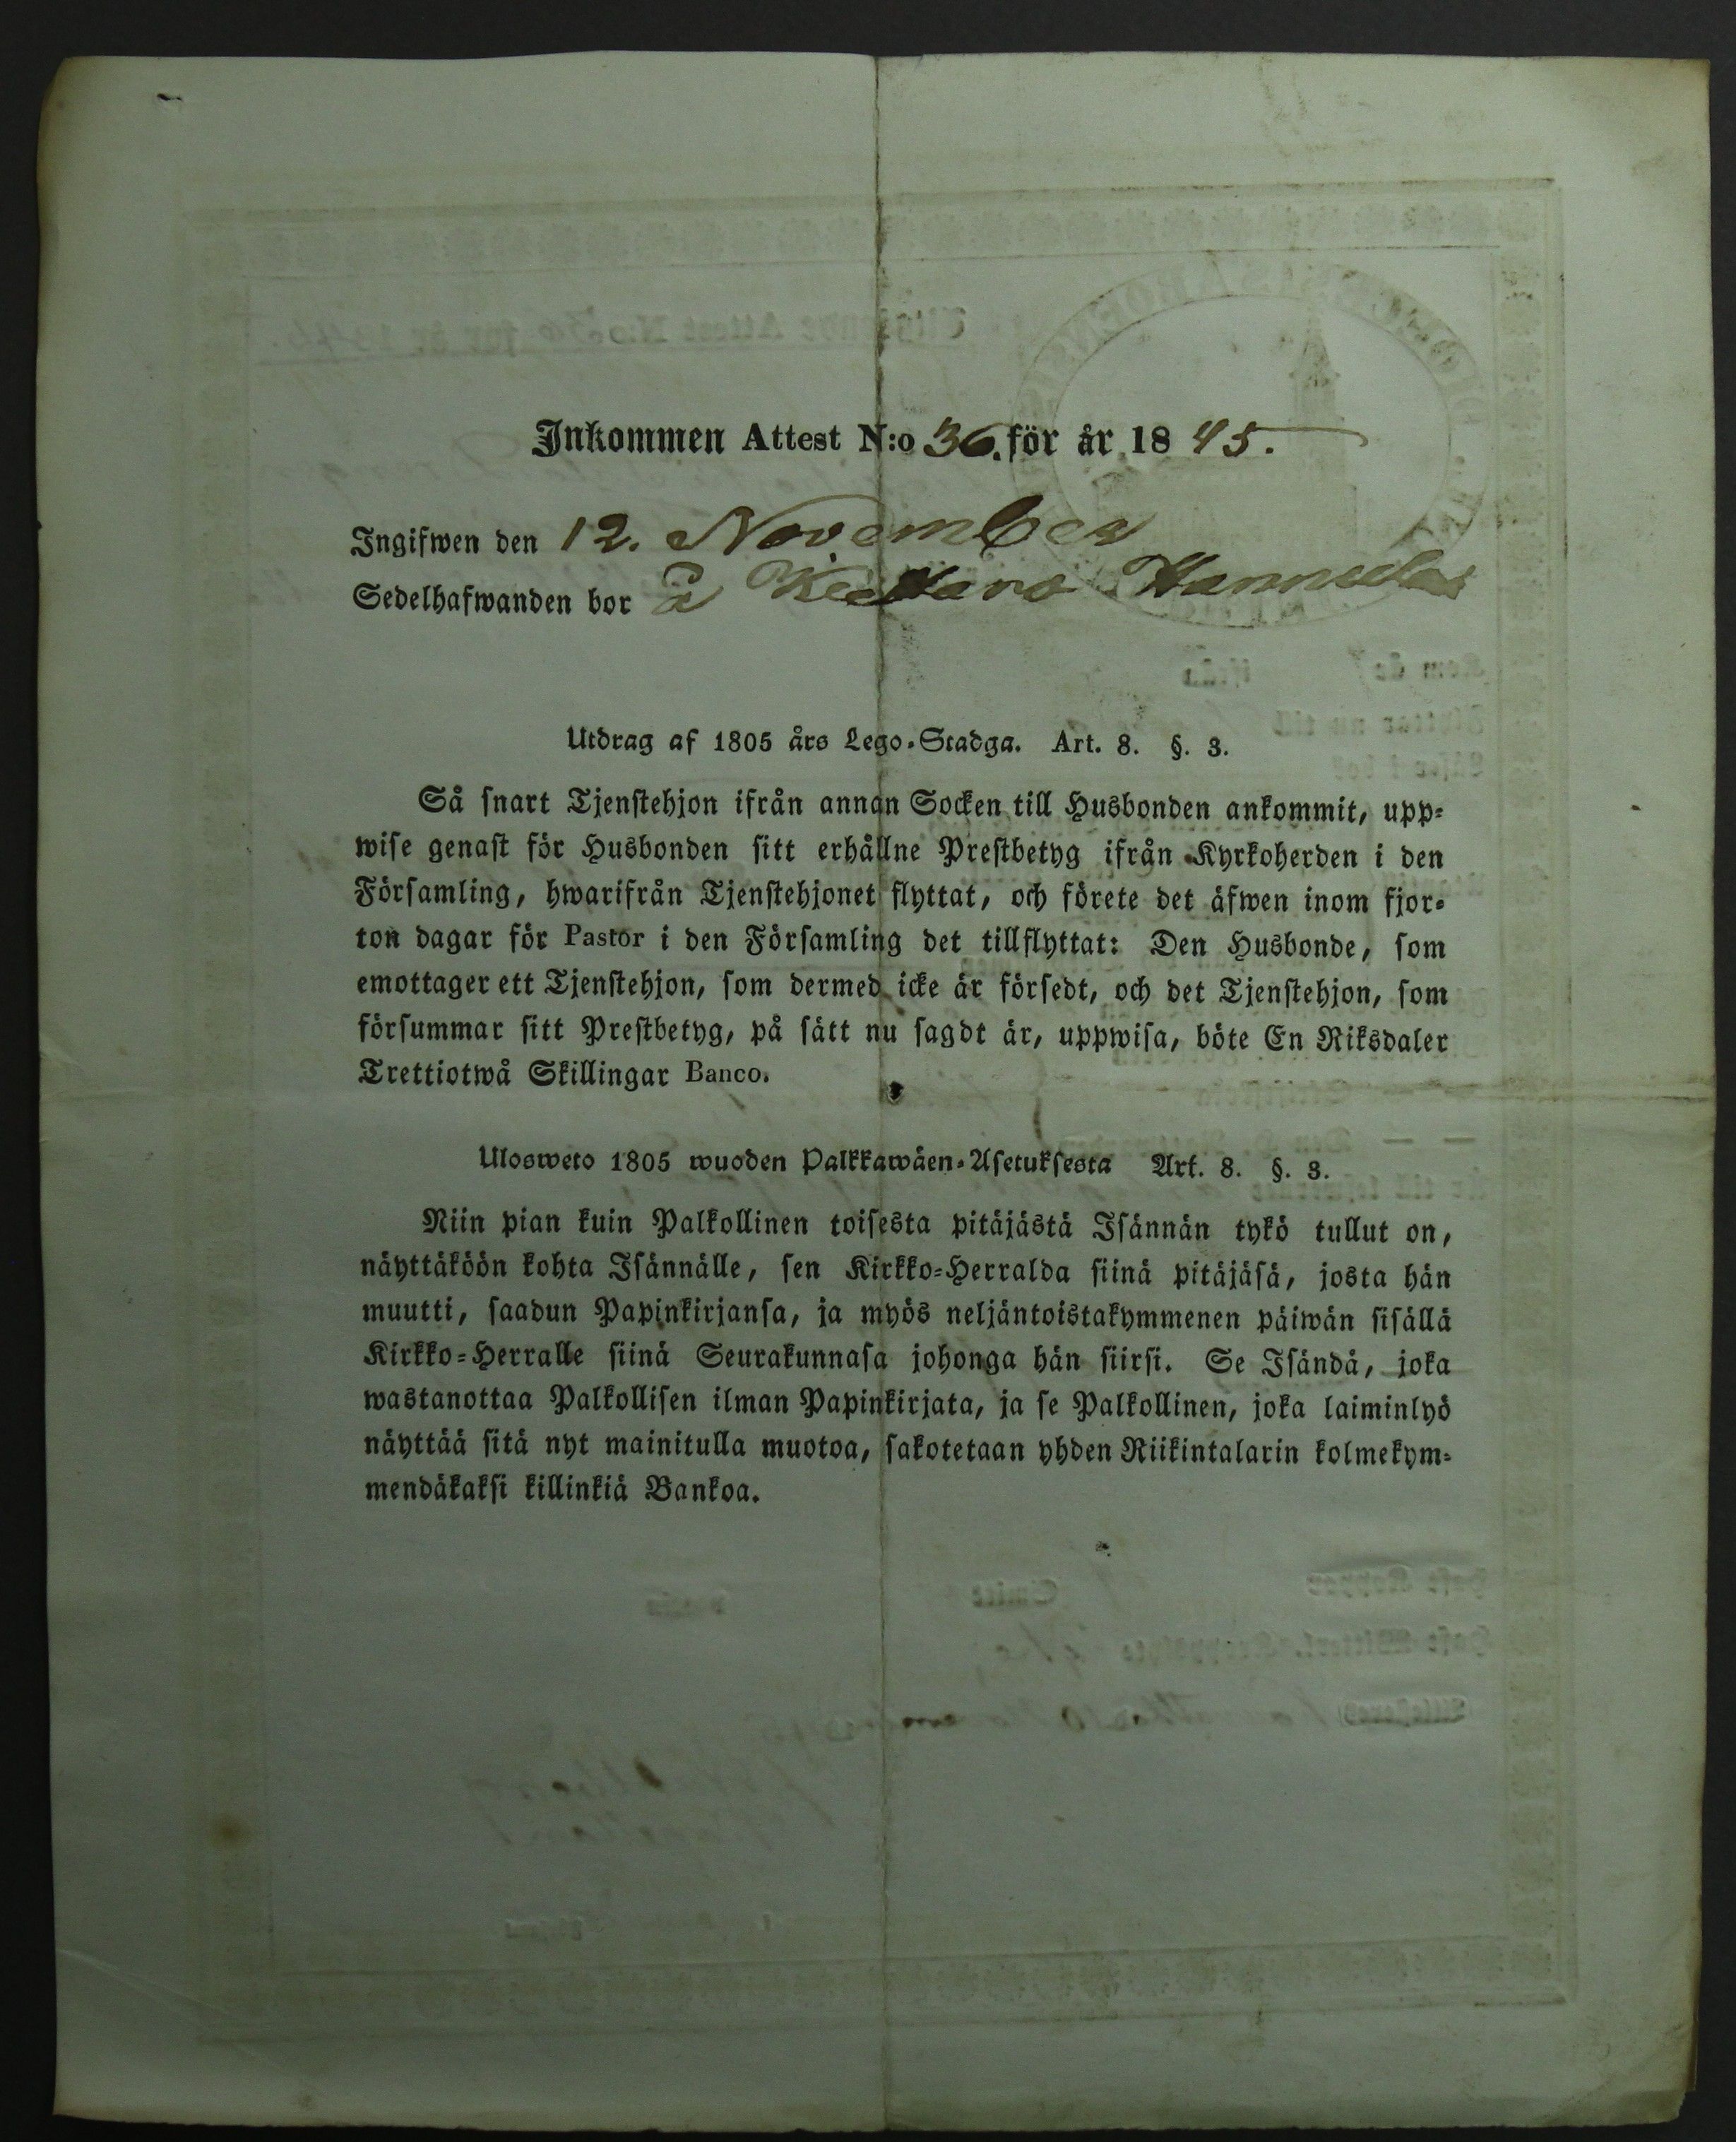 Inkommen Attest N:o 36. för år 1845.
Ingifwen den 12. November
Sedelhafwanden bor å Hannula
Utdrag af 1805 års Lego-Stadga. Art. 8. §. 3.
Så snart Tjenstehjon ifrån annan Socken till Husbonden ankommit, upp-
wise genast för Husbonden sitt erhållne Prestbetyg ifrån Kyrkoherden i den
Församling, hwarifrån Tjenstehjonet flyttat, och förete det äfwen inom fjor-
ton dagar för Pastor i den Församling det tillflyttat: Den Husbonde, som
emottager ett Tjenstehjon, som dermed icke är försedt, och det Tjenstehjon, som
försummar sitt Prestbetyg, på sätt nu sagdt är, uppwisa, böte En Riksdaler
Trettiotwå Skillingar Banco.
Ulosweto 1805 wuoden Palkkawäen-Asetuksesta Art. 8. §. 3.
Niin pian kuin Palkollinen toisesta pitäjästä Isännän tykö tullut on,
näyttäköön kohta Isännälle, sen Kirkko-Herralda siinä pitäjäsä, josta hän
muutti, saadun Papinkirjansa, ja myös neljäntoistakymmenen päiwän sisällä
Kirkko-Herralle siinä Seurakunnasa johonga hän siirsi. Se Isändä, joka
wastanottaa Palkollisen ilman Papinkirjata, ja se Palkollinen, joka laiminlyö
näyttää sitä nyt mainitulla muotoa, sakotetaan yhden Riikintalarin kolmekym-
mendäkaksi killinkiä Bankoa.